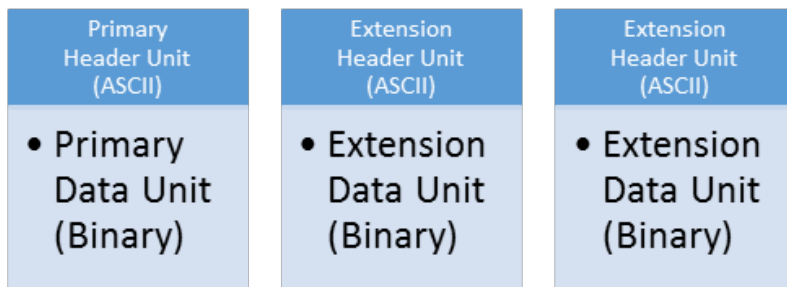 Primary
Header Unit
(ASCII)
• Primary
Data Unit
(Binary)
Extension
Header Unit
(ASCII)
• Extension
Data Unit
(Binary)
Extension
Header Unit
(ASCII)
• Extension
Data Unit
(Binary)